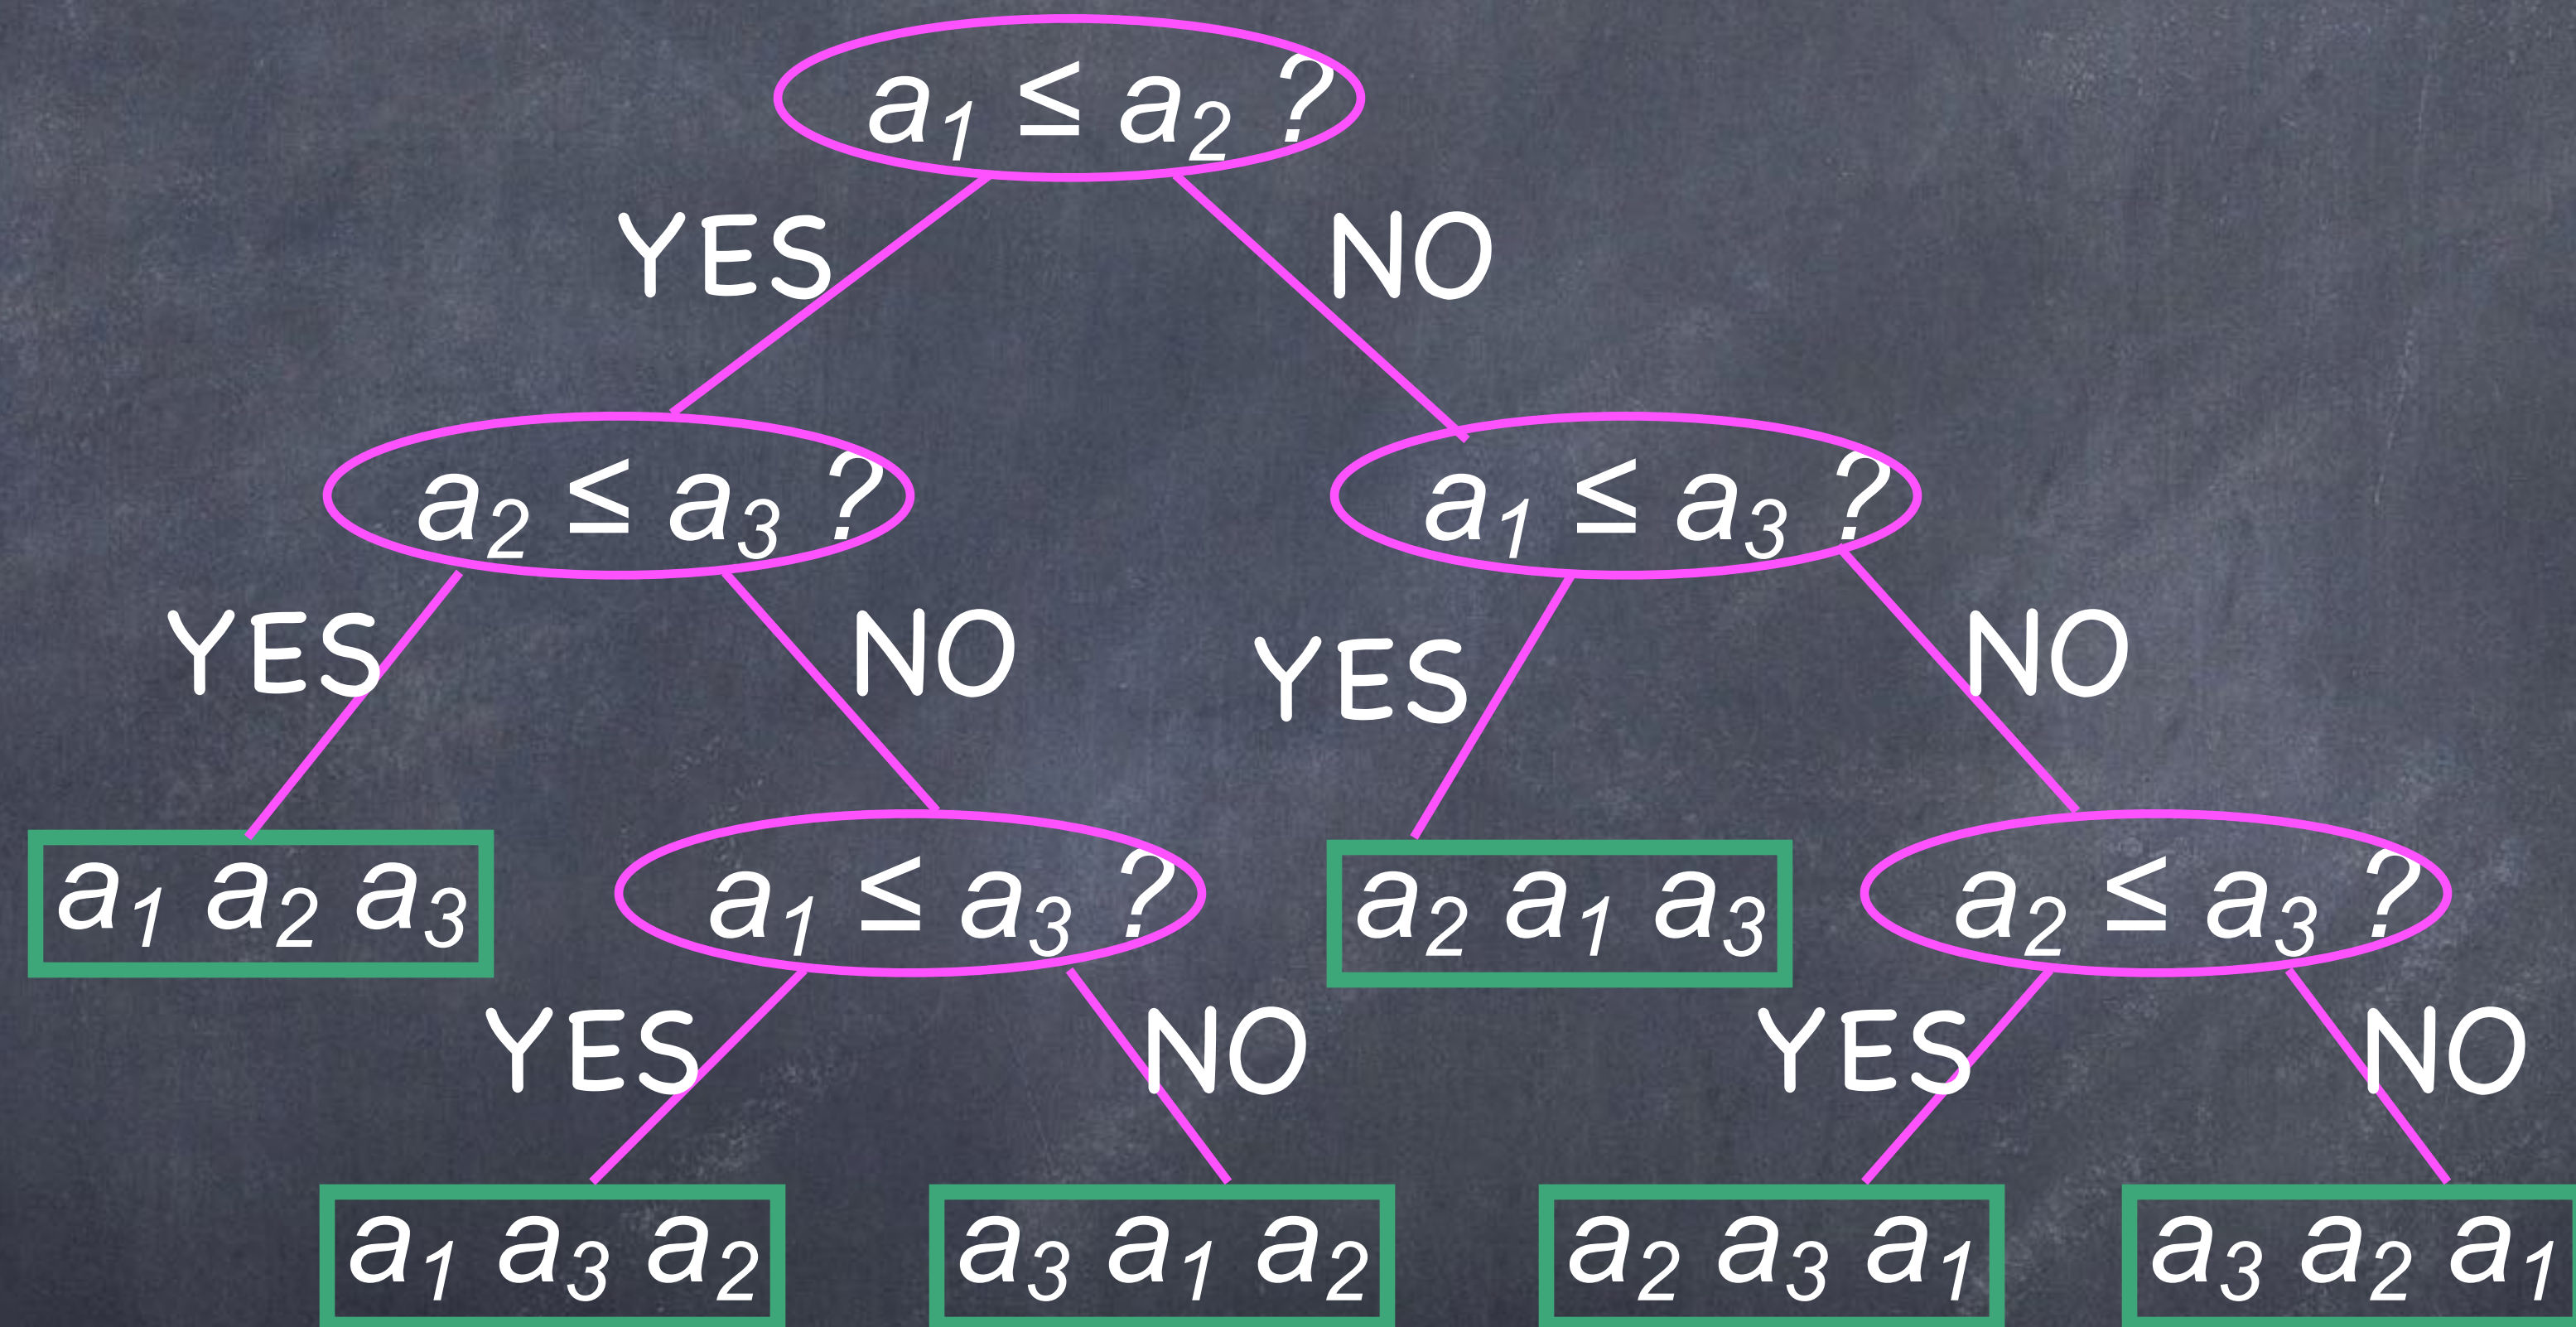 a₁ ≤ a₂ ?
YES NO
a₂ ≤ a₃ ? a₁ ≤ a₃ ?
YES NO YES NO
a₁ a₂ a₃ a₁ ≤ a₃ ? a₂ a₁ a₃ a₂ ≤ a₃ ?
YES NO YES NO
a₁ a₃ a₂ a₃ a₁ a₂ a₂ a₃ a₁ a₃ a₂ a₁